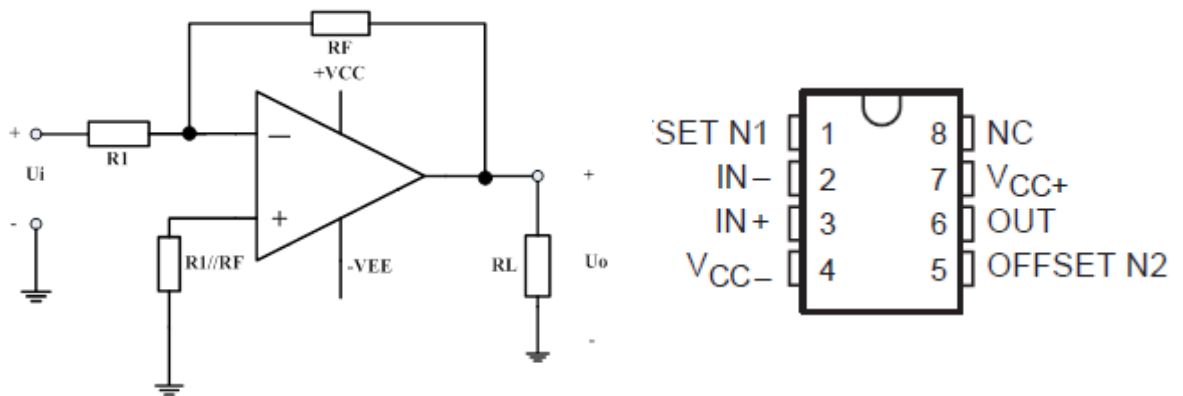 RF
+VCC
+
R1
Ui
-
−
+
R1//RF
-VEE
RL
+
Uo
-
SET N1 1 8 NC
IN− 2 7 VCC+
IN+ 3 6 OUT
VCC− 4 5 OFFSET N2